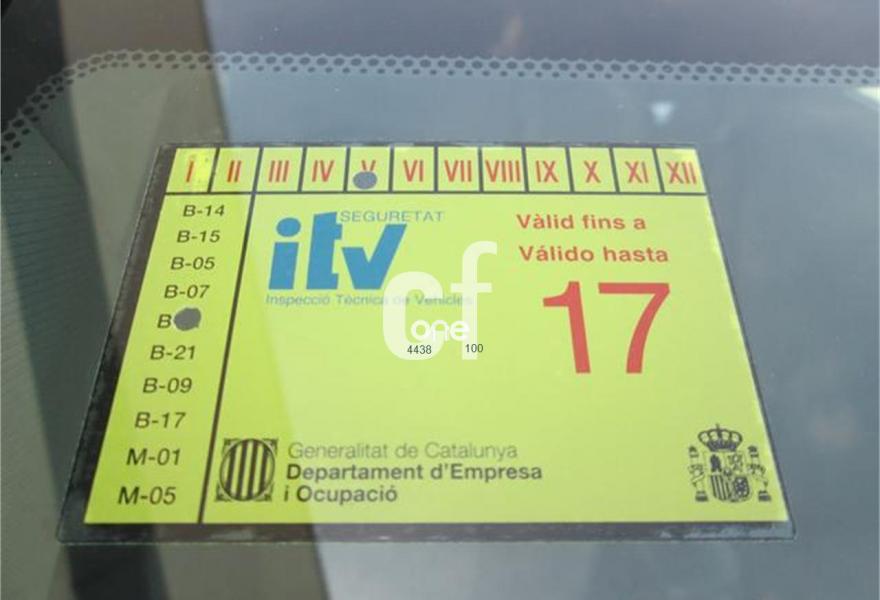 I II III IV V VI VII VIII IX X XI XII
B-14
B-15
B-05
B-07
B
B-21
B-09
B-17
M-01
M-05
SEGURETAT
itv
Inspecció Tècnica de Vehicles
Vàlid fins a
Válido hasta
17
cf
one
4438 100
Generalitat de Catalunya
Departament d'Empresa
i Ocupació